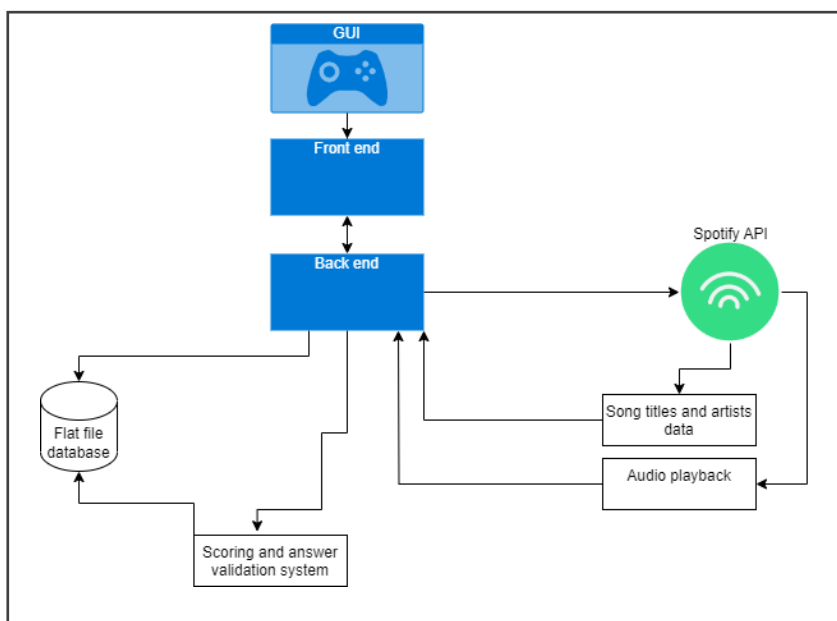 GUI
Front end
Back end
Spotify API
Song titles and artists
data
Audio playback
Flat file
database
Scoring and answer
validation system